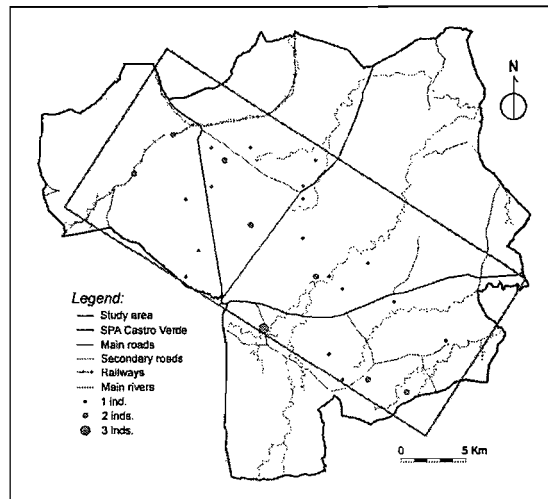 N
Legend:
Study area
SPA Castro Verde
Main roads
Secondary roads
Railways
Main rivers
1 ind.
2 inds.
3 inds.
0 5 Km